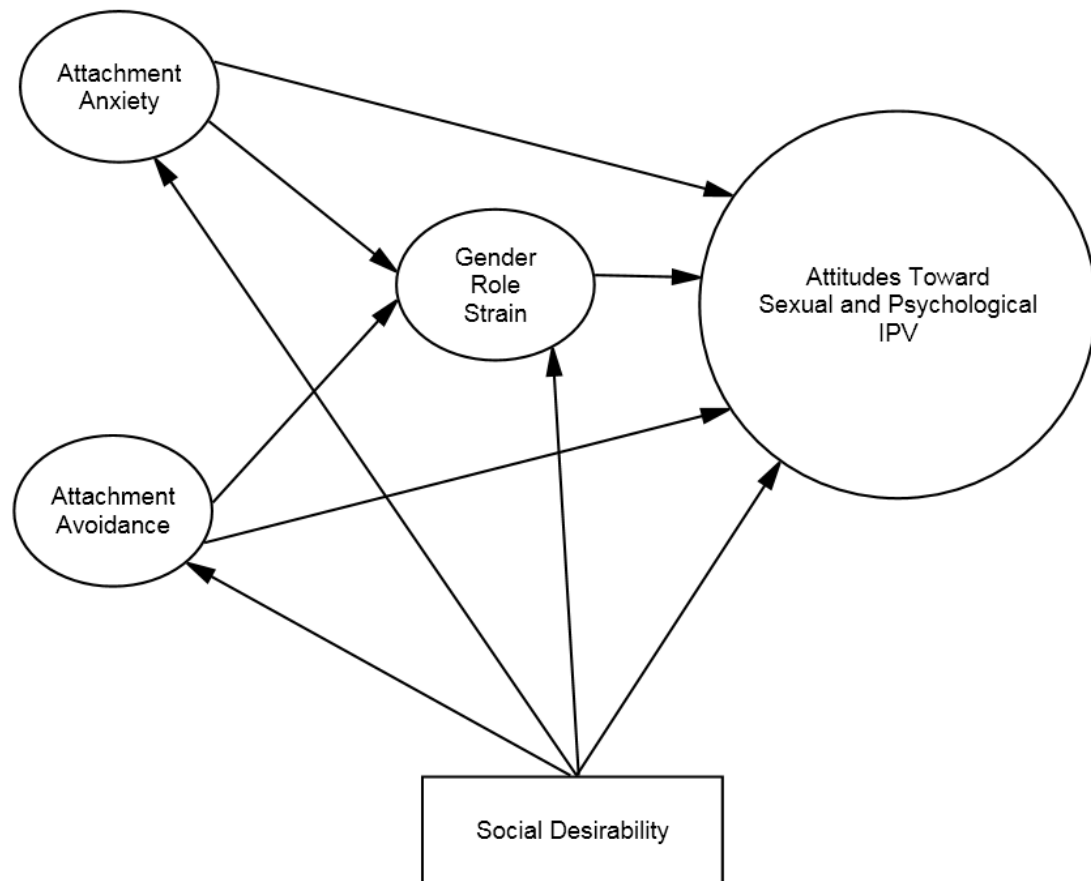 Attachment
Anxiety
Gender
Role
Strain
Attitudes Toward
Sexual and Psychological
IPV
Attachment
Avoidance
Social Desirability